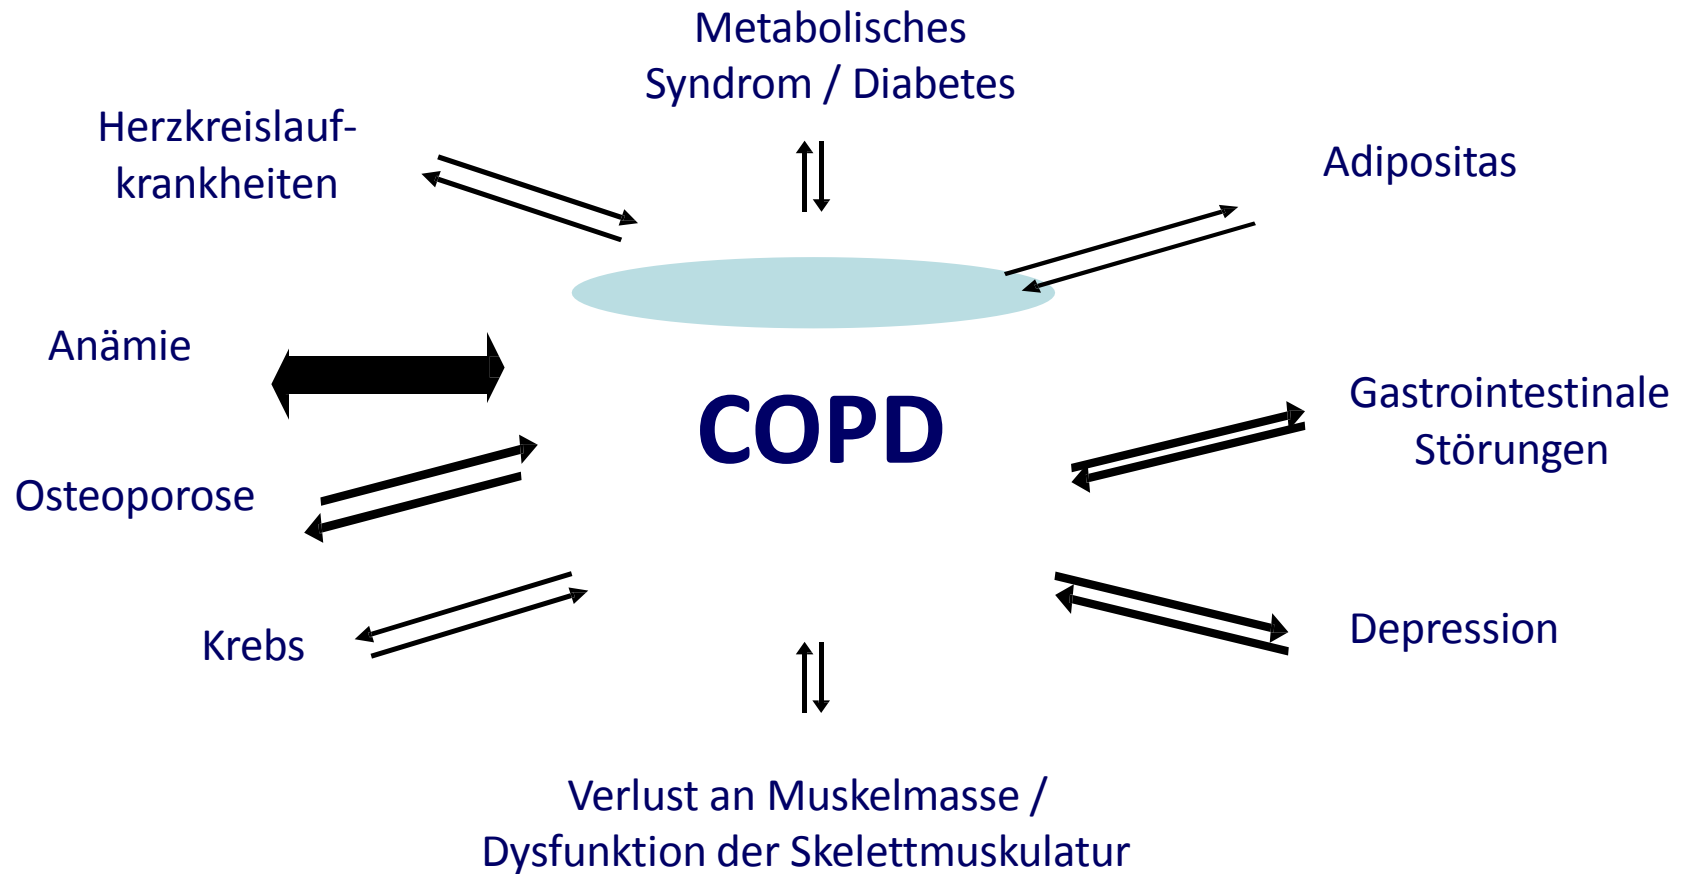 Metabolisches
Syndrom / Diabetes
Herzkreislauf-
krankheiten
Adipositas
Anämie
COPD
Gastrointestinale
Störungen
Osteoporose
Krebs
Depression
Verlust an Muskelmasse /
Dysfunktion der Skelettmuskulatur